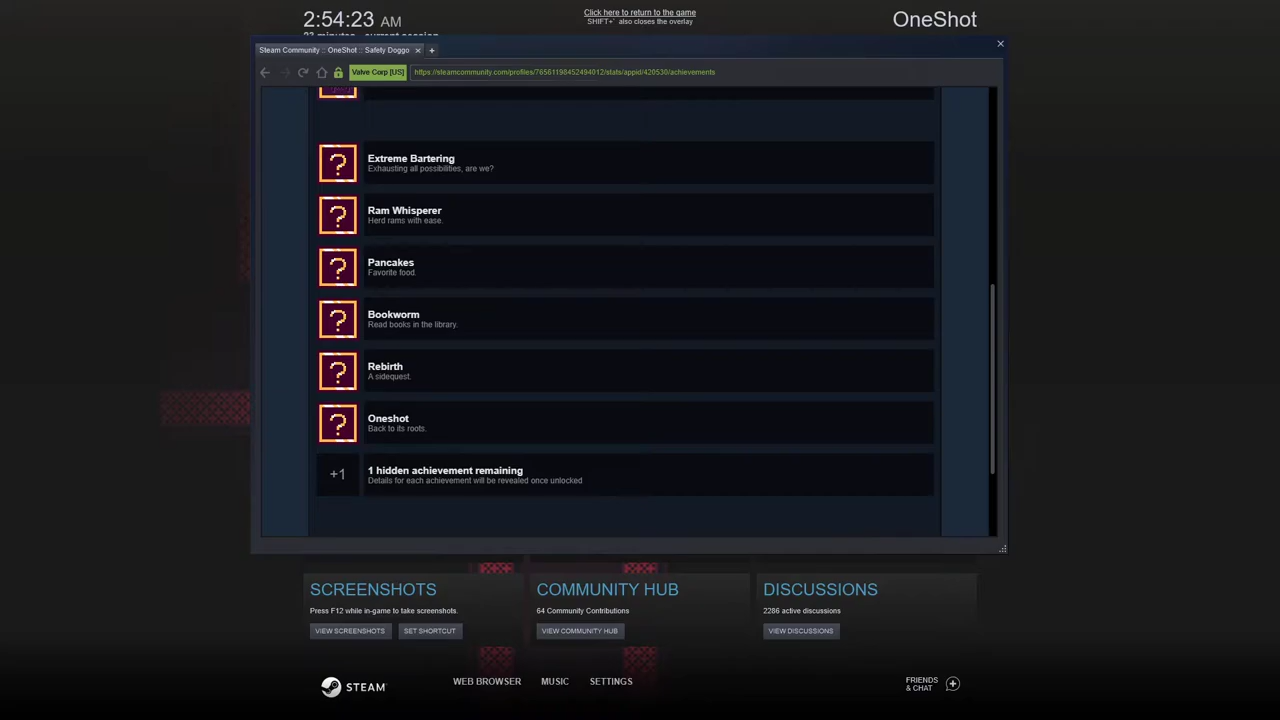 2:54:23 AM
Click here to return to the game
OneShot
SHIFT+` also closes the overlay
Steam Community :: OneShot :: Safety Doggo
Valve Corp [US]
https://steamcommunity.com/profiles/76561198452494012/stats/appid/420530/achievements
Extreme Bartering
Exhausting all possibilities, are we?
Ram Whisperer
Herd rams with ease.
Pancakes
Favorite food.
Bookworm
Read books in the library.
Rebirth
A sidequest.
Oneshot
Back to its roots.
+1
1 hidden achievement remaining
Details for each achievement will be revealed once unlocked
SCREENSHOTS
COMMUNITY HUB
DISCUSSIONS
Press F12 while in-game to take screenshots.
64 Community Contributions
2286 active discussions
VIEW SCREENSHOTS
SET SHORTCUT
VIEW COMMUNITY HUB
VIEW DISCUSSIONS
STEAM
WEB BROWSER
MUSIC
SETTINGS
FRIENDS
& CHAT